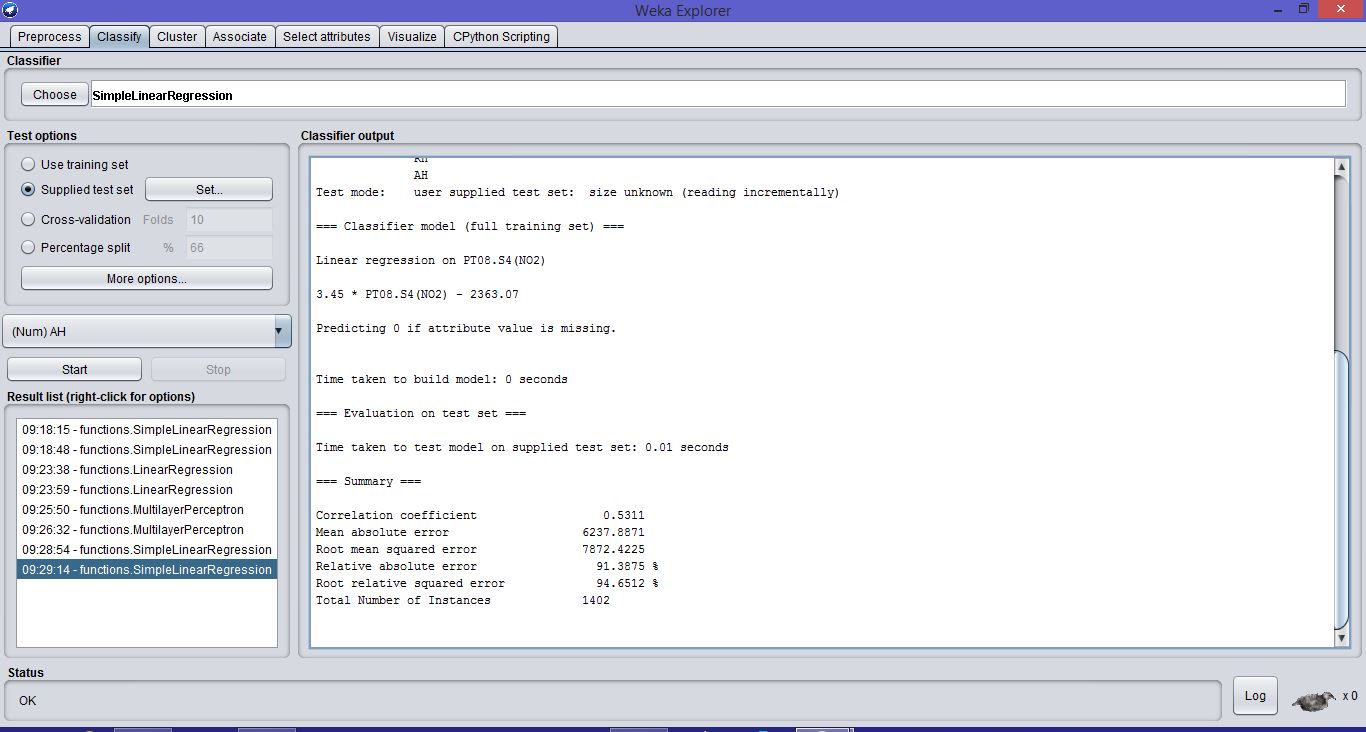 Weka Explorer
Preprocess Classify Cluster Associate Select attributes Visualize CPython Scripting
Classifier
Choose SimpleLinearRegression
Test options
Use training set
Supplied test set Set...
Cross-validation Folds 10
Percentage split % 66
More options...
(Num) AH
Start Stop
Result list (right-click for options)
09:18:15 - functions.SimpleLinearRegression
09:18:48 - functions.SimpleLinearRegression
09:23:38 - functions.LinearRegression
09:23:59 - functions.LinearRegression
09:25:50 - functions.MultilayerPerceptron
09:26:32 - functions.MultilayerPerceptron
09:28:54 - functions.SimpleLinearRegression
09:29:14 - functions.SimpleLinearRegression
Classifier output
RH
AH
Test mode: user supplied test set: size unknown (reading incrementally)
=== Classifier model (full training set) ===
Linear regression on PT08.S4(NO2)
3.45 * PT08.S4(NO2) - 2363.07
Predicting 0 if attribute value is missing.
Time taken to build model: 0 seconds
=== Evaluation on test set ===
Time taken to test model on supplied test set: 0.01 seconds
=== Summary ===
Correlation coefficient 0.5311
Mean absolute error 6237.8871
Root mean squared error 7872.4225
Relative absolute error 91.3875 %
Root relative squared error 94.6512 %
Total Number of Instances 1402
Status
OK
Log x 0